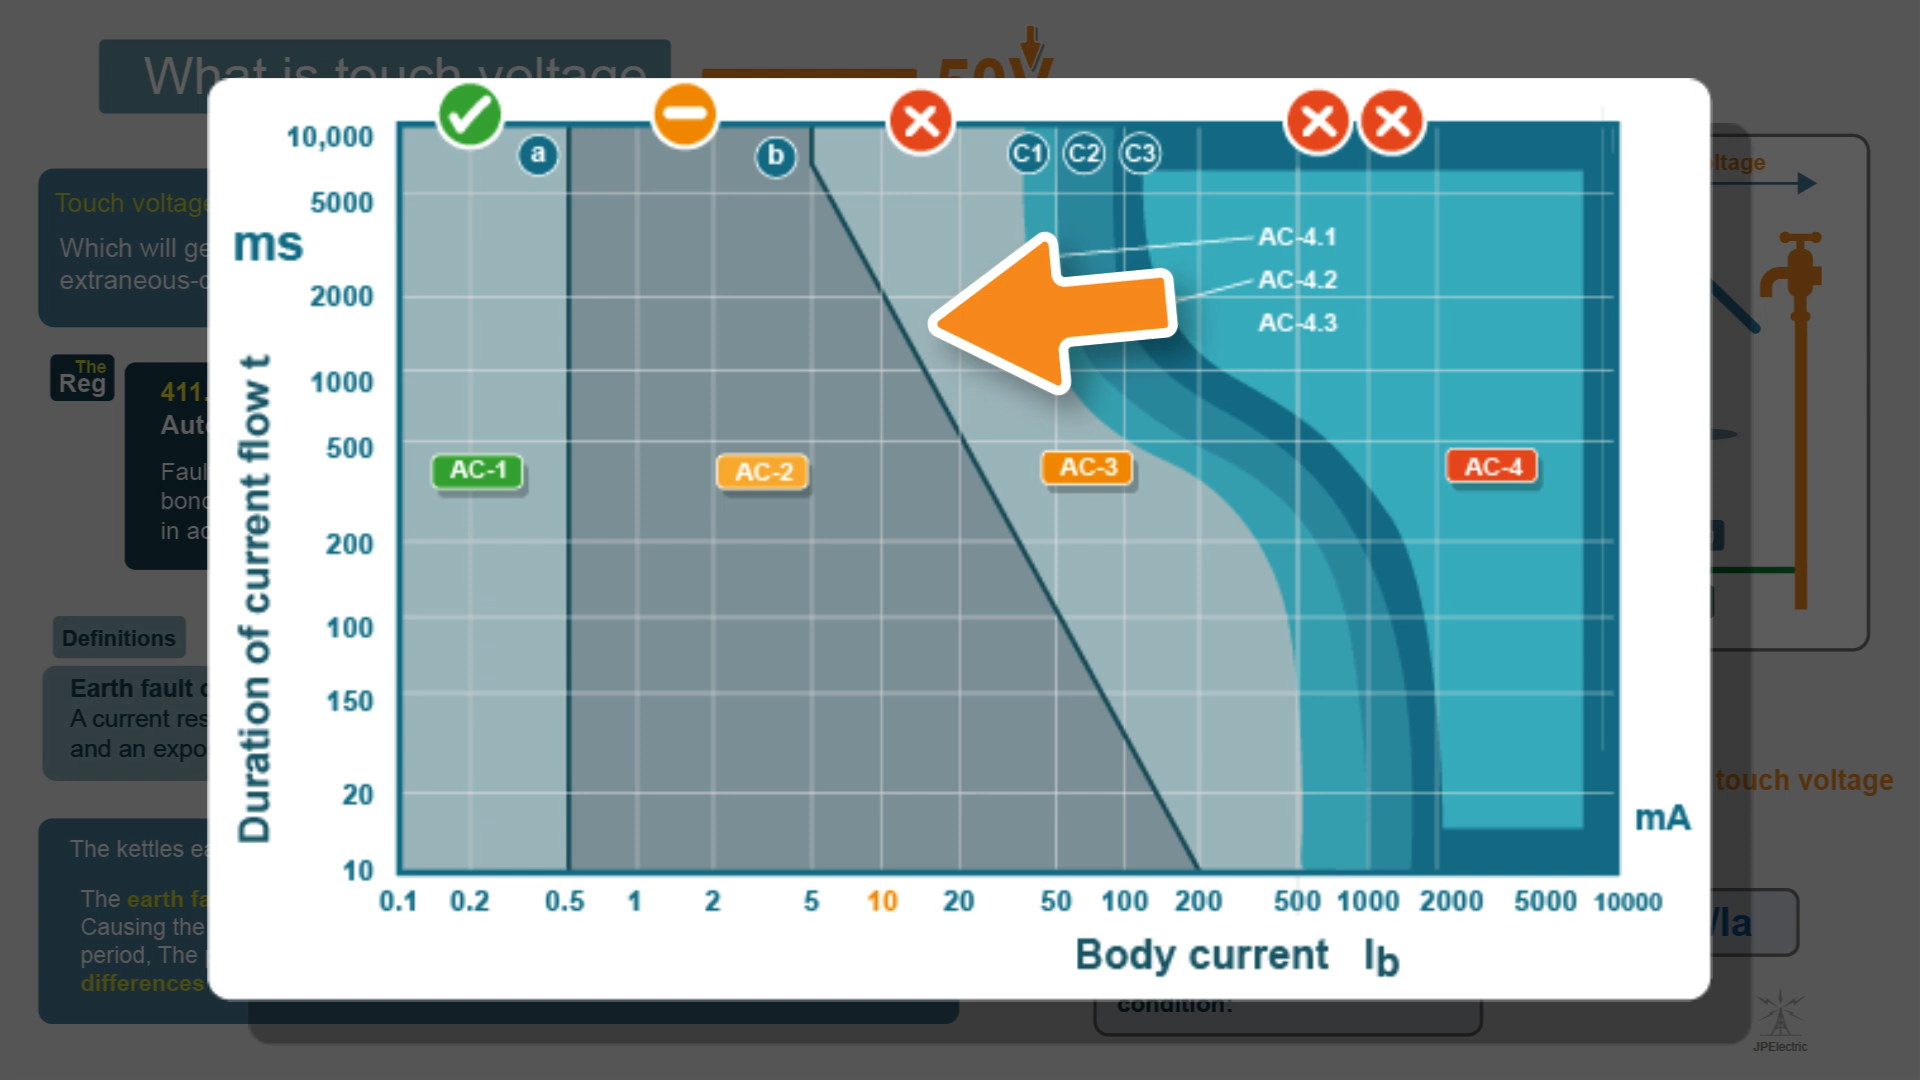 What is touch voltage
50V
10,000
a
b
C1
C2
C3
5000
ms
AC-4.1
AC-4.2
AC-4.3
2000
1000
500
200
100
150
20
10
Duration of current flow t
AC-1
AC-2
AC-3
AC-4
mA
0.1 0.2 0.5 1 2 5 10 20 50 100 200 500 1000 2000 5000 10000
Body current Ib
Touch voltage
Which will ge
extraneous-c
The
Reg
411.
Aut
Faul
bond
in ac
Definitions
Earth fault c
A current res
and an expo
The kettles ea
The earth fa
Causing the
period, The p
differences
ltage
touch voltage
/Ia
condition:
JPElectric